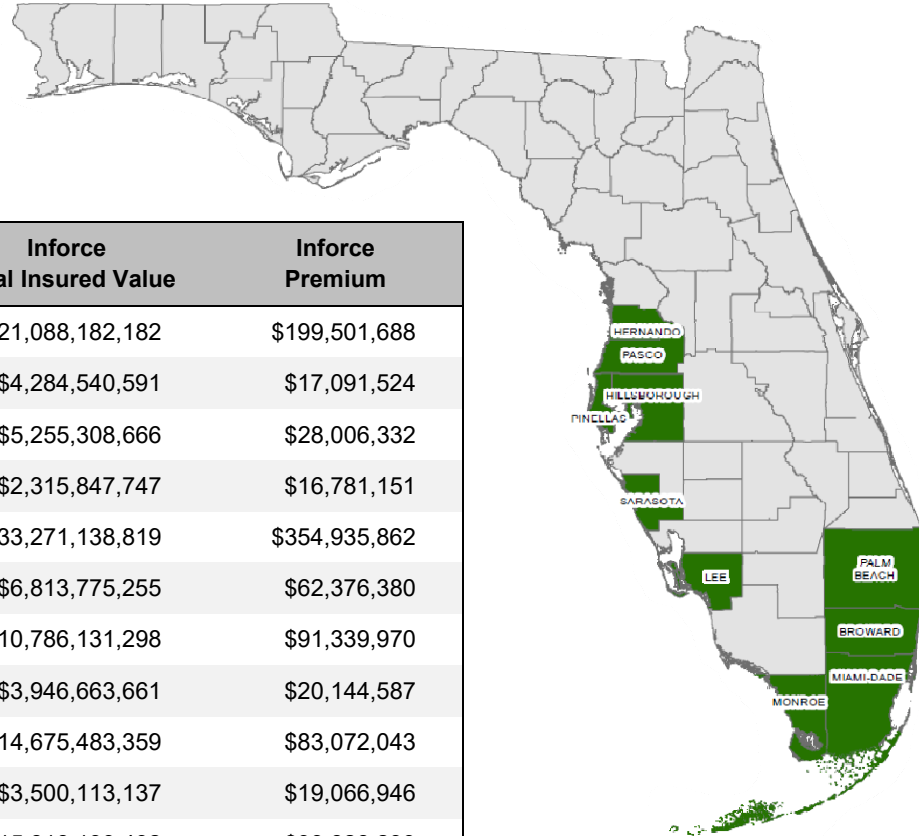 Inforce Inforce
al Insured Value Premium
21,088,182,182 $199,501,688
$4,284,540,591 $17,091,524
$5,255,308,666 $28,006,332
$2,315,847,747 $16,781,151
33,271,138,819 $354,935,862
$6,813,775,255 $62,376,380
10,786,131,298 $91,339,970
$3,946,663,661 $20,144,587
14,675,483,359 $83,072,043
$3,500,113,137 $19,066,946
HERNANDO
PASCO
HILLSBOROUGH
PINELLAS
SARASOTA
LEE
PALM
BEACH
BROWARD
MIAMI-DADE
MONROE